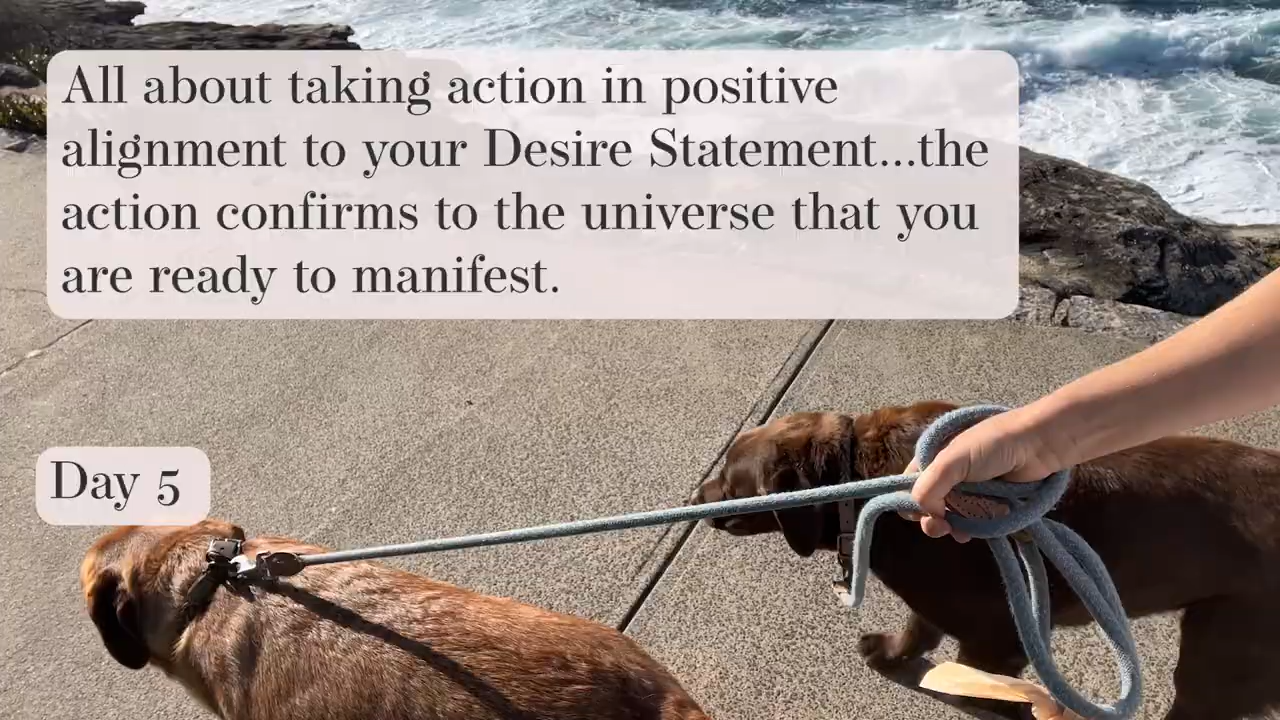 All about taking action in positive
alignment to your Desire Statement...the
action confirms to the universe that you
are ready to manifest.
Day 5